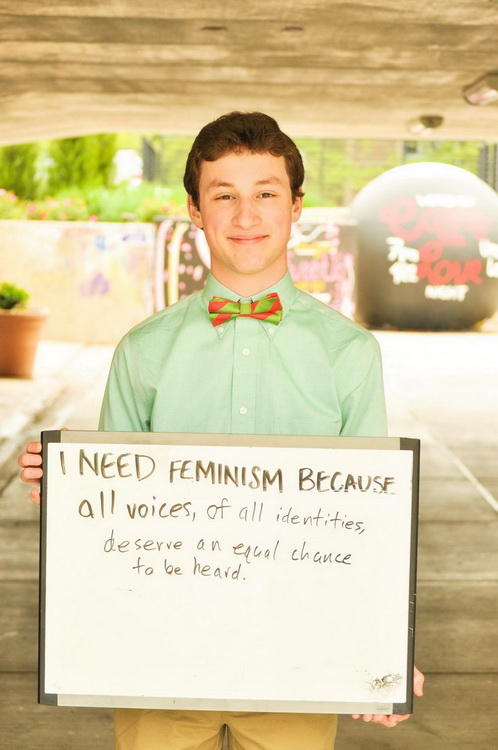 I NEED FEMINISM BECAUSE
all voices, of all identities,
deserve an equal chance
to be heard.